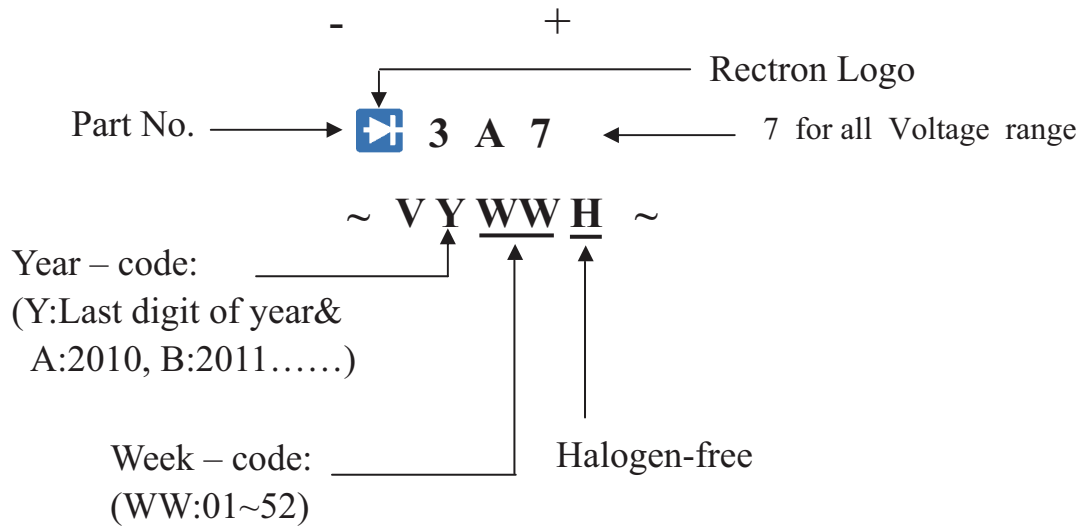 - +
Rectron Logo
Part No. 3 A 7 7 for all Voltage range
~ V Y WW H ~
Year – code:
(Y:Last digit of year&
A:2010, B:2011……)
Week – code:
(WW:01~52)
Halogen-free